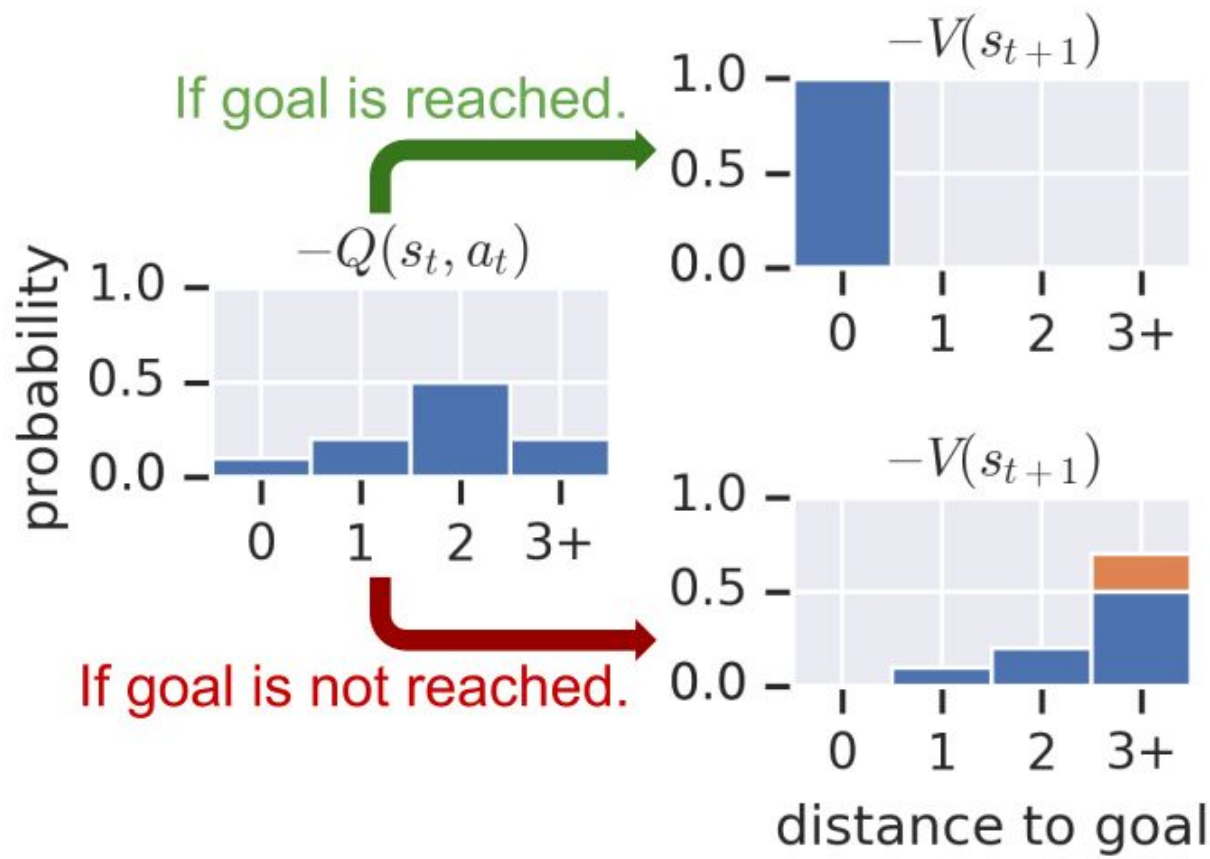 If goal is reached.
−V(s_{t+1})
1.0
0.5
0.0
0 1 2 3+
−Q(s_t, a_t)
probability
1.0
0.5
0.0
0 1 2 3+
If goal is not reached.
−V(s_{t+1})
1.0
0.5
0.0
0 1 2 3+
distance to goal